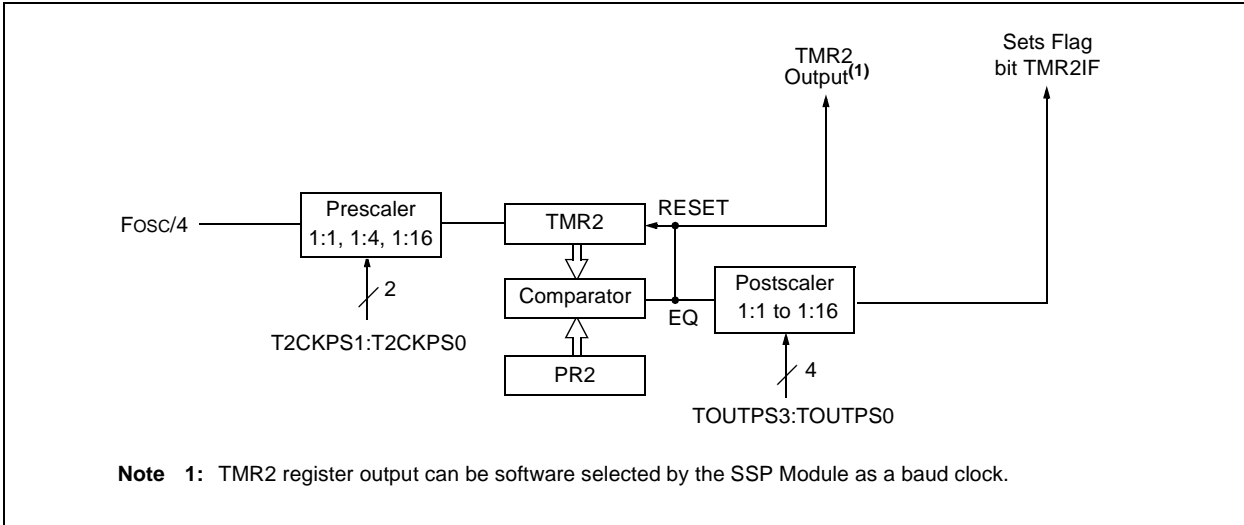 Sets Flag
bit TMR2IF
TMR2
Output(1)
RESET
Prescaler
1:1, 1:4, 1:16
TMR2
FOSC/4
Postscaler
1:1 to 1:16
Comparator
EQ
2
T2CKPS1:T2CKPS0
PR2
4
TOUTPS3:TOUTPS0
Note 1: TMR2 register output can be software selected by the SSP Module as a baud clock.